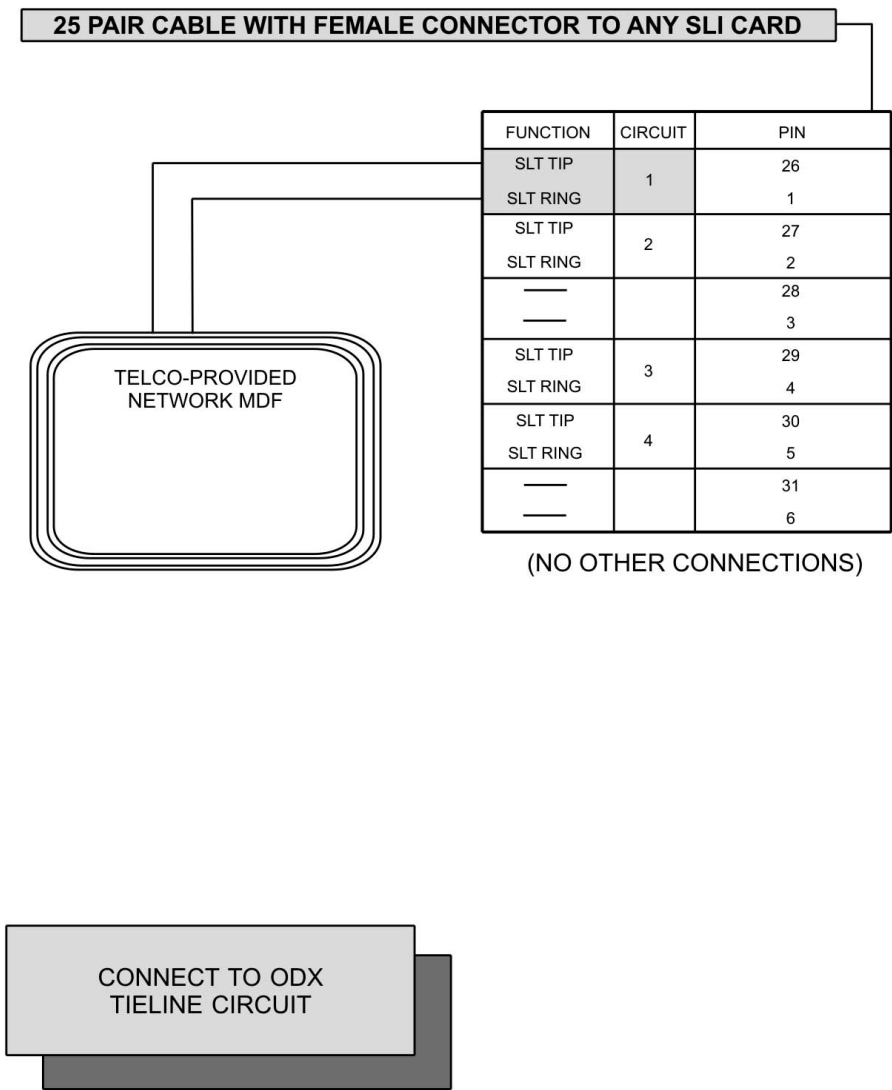 25 PAIR CABLE WITH FEMALE CONNECTOR TO ANY SLI CARD
FUNCTION CIRCUIT PIN
SLT TIP 26
1
SLT RING 1
SLT TIP 27
2
SLT RING 2
28
3
SLT TIP 29
3
SLT RING 4
SLT TIP 30
4
SLT RING 5
31
6
(NO OTHER CONNECTIONS)
TELCO-PROVIDED
NETWORK MDF
CONNECT TO ODX
TIELINE CIRCUIT